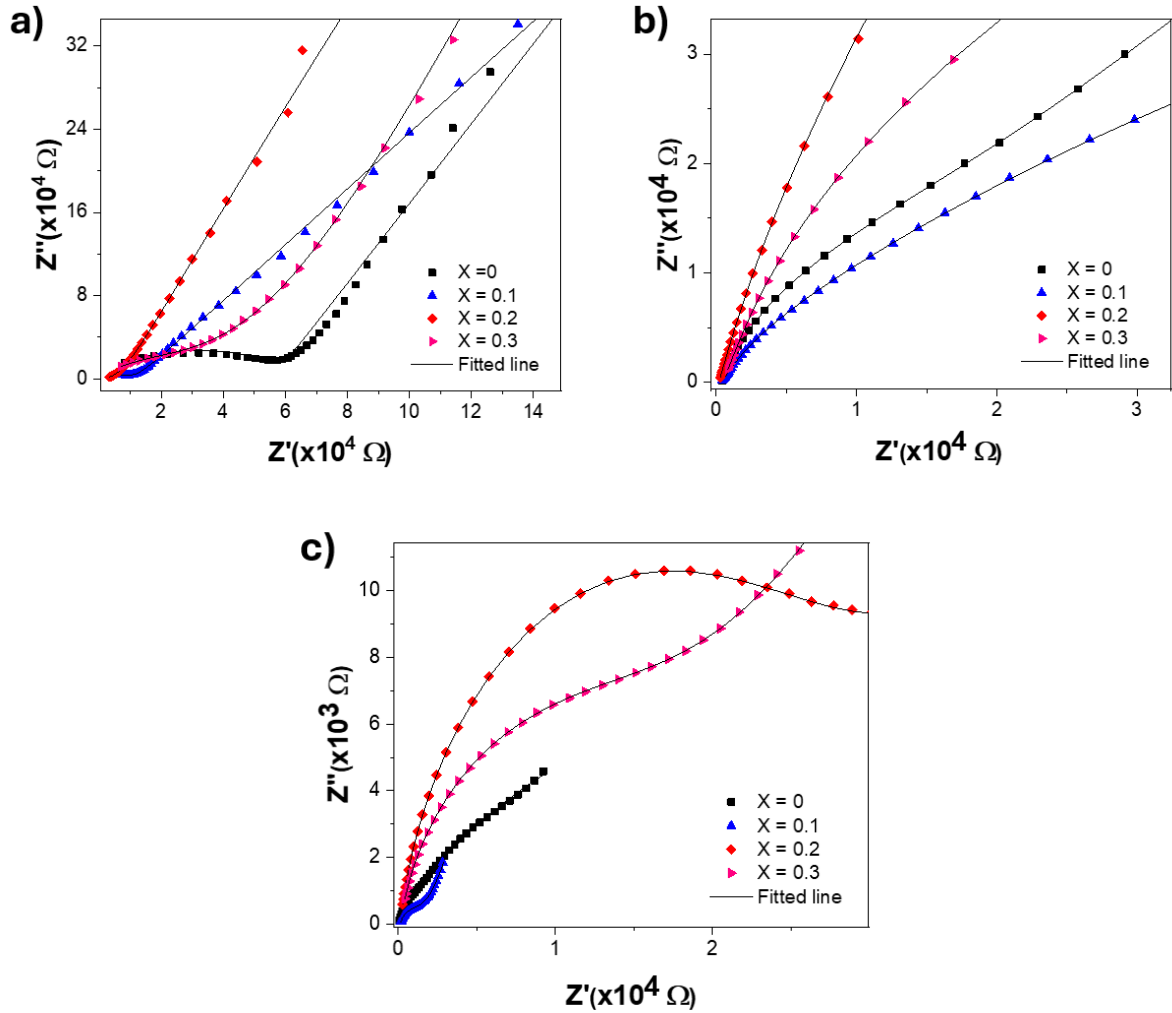 a)
Z''(x10⁴ Ω)
32
24
16
8
0
X =0
X = 0.1
X = 0.2
X = 0.3
Fitted line
2 4 6 8 10 12 14
Z'(x10⁴ Ω)
b)
Z''(x10⁴ Ω)
3
2
1
0
X = 0
X = 0.1
X = 0.2
X = 0.3
Fitted line
0 1 2 3
Z'(x10⁴ Ω)
c)
Z''(x10³ Ω)
10
8
6
4
2
0
X = 0
X = 0.1
X = 0.2
X = 0.3
Fitted line
0 1 2
Z'(x10⁴ Ω)